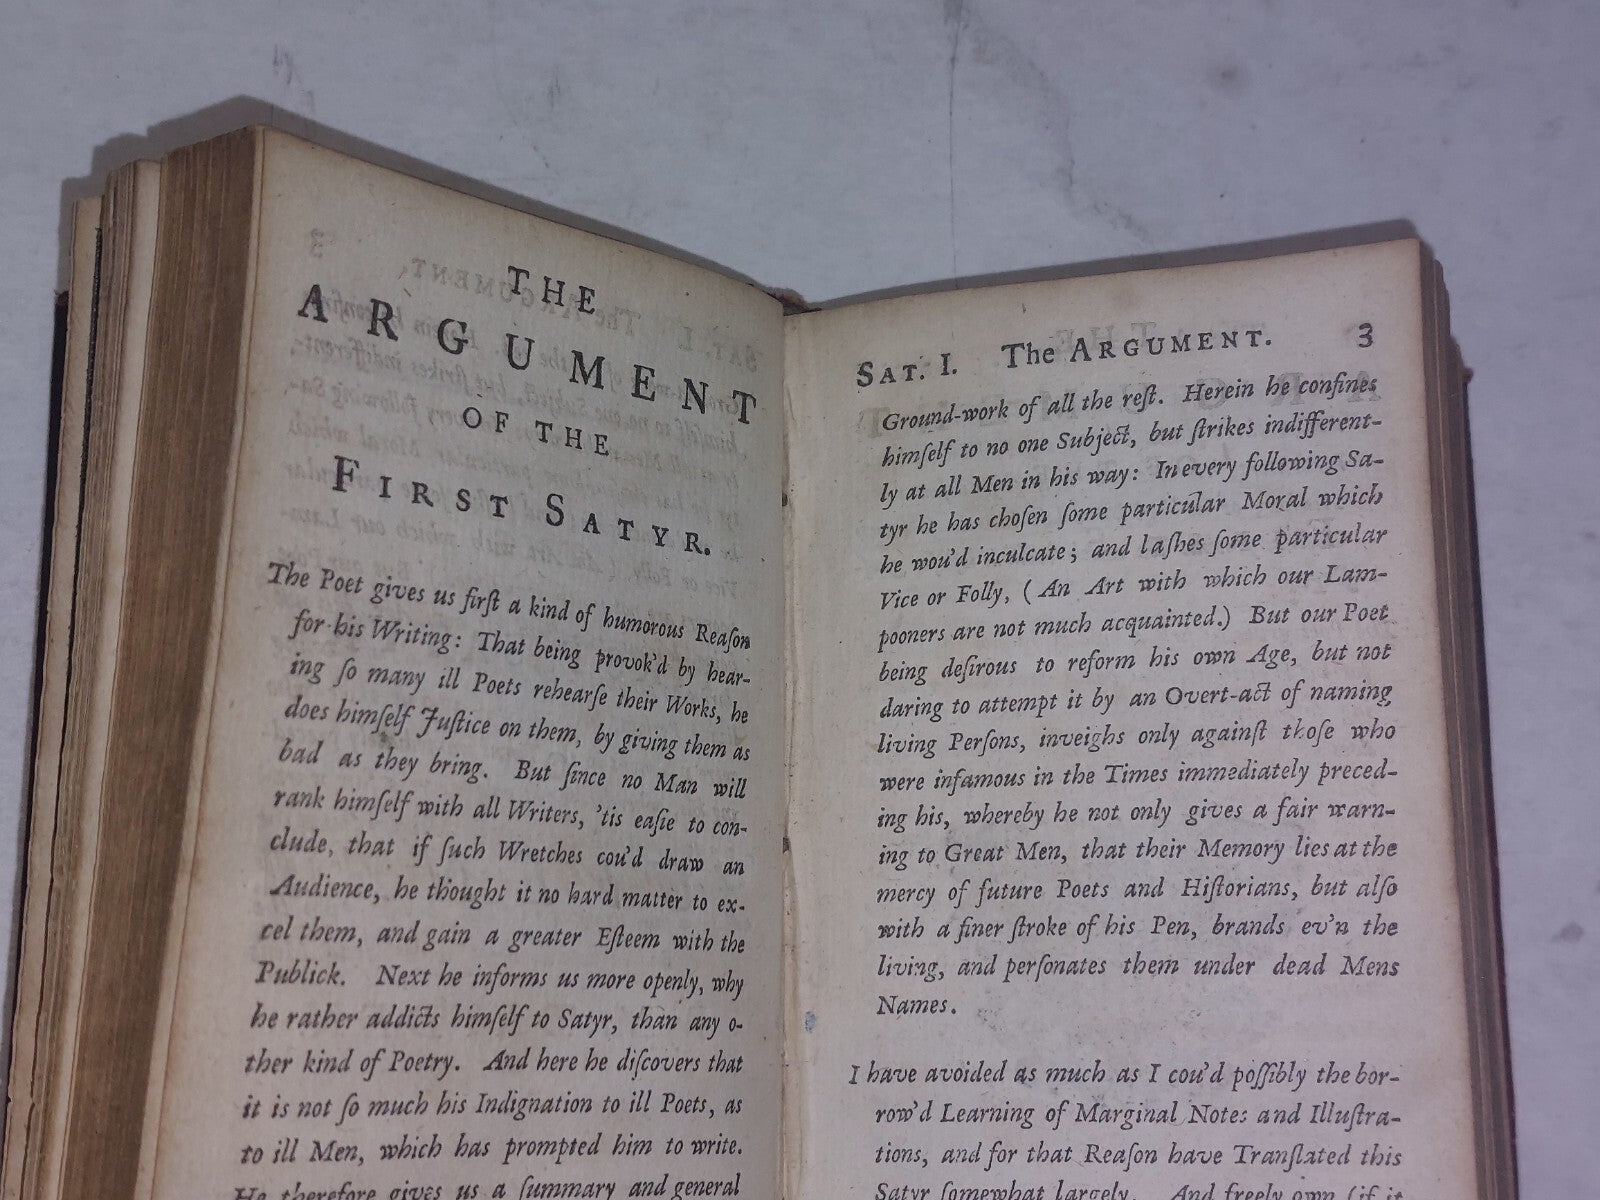 THE
ARGUMENT
OF THE
FIRST SATYR.
The Poet gives us firſt a kind of humorous Reaſon
for his Writing: That being provok'd by hear-
ing ſo many ill Poets rehearſe their Works, he
does himſelf Juſtice on them, by giving them as
bad as they bring. But ſince no Man will
rank himſelf with all Writers, 'tis eaſie to con-
clude, that if ſuch Wretches cou'd draw an
Audience, he thought it no hard matter to ex-
cel them, and gain a greater Eſteem with the
Publick. Next he informs us more openly, why
he rather addicts himſelf to Satyr, than any o-
ther kind of Poetry. And here he diſcovers that
it is not ſo much his Indignation to ill Poets, as
to ill Men, which has prompted him to write.
He therefore gives us a ſummary and general
SAT. I. The ARGUMENT. 3
Ground-work of all the reſt. Herein he confines
himſelf to no one Subject, but ſtrikes indifferent-
ly at all Men in his way: In every following Sa-
tyr he has choſen ſome particular Moral which
he wou'd inculcate; and laſhes ſome particular
Vice or Folly, (An Art with which our Lam-
pooners are not much acquainted.) But our Poet
being deſirous to reform his own Age, but not
daring to attempt it by an Overt-act of naming
living Perſons, inveighs only againſt thoſe who
were infamous in the Times immediately preced-
ing his, whereby he not only gives a fair warn-
ing to Great Men, that their Memory lies at the
mercy of future Poets and Hiſtorians, but alſo
with a finer ſtroke of his Pen, brands ev'n the
living, and perſonates them under dead Mens
Names.
I have avoided as much as I cou'd poſſibly the bor-
row'd Learning of Marginal Notes and Illuſtra-
tions, and for that Reaſon have Tranſlated this
Satyr ſomewhat largely. And freely own (if it